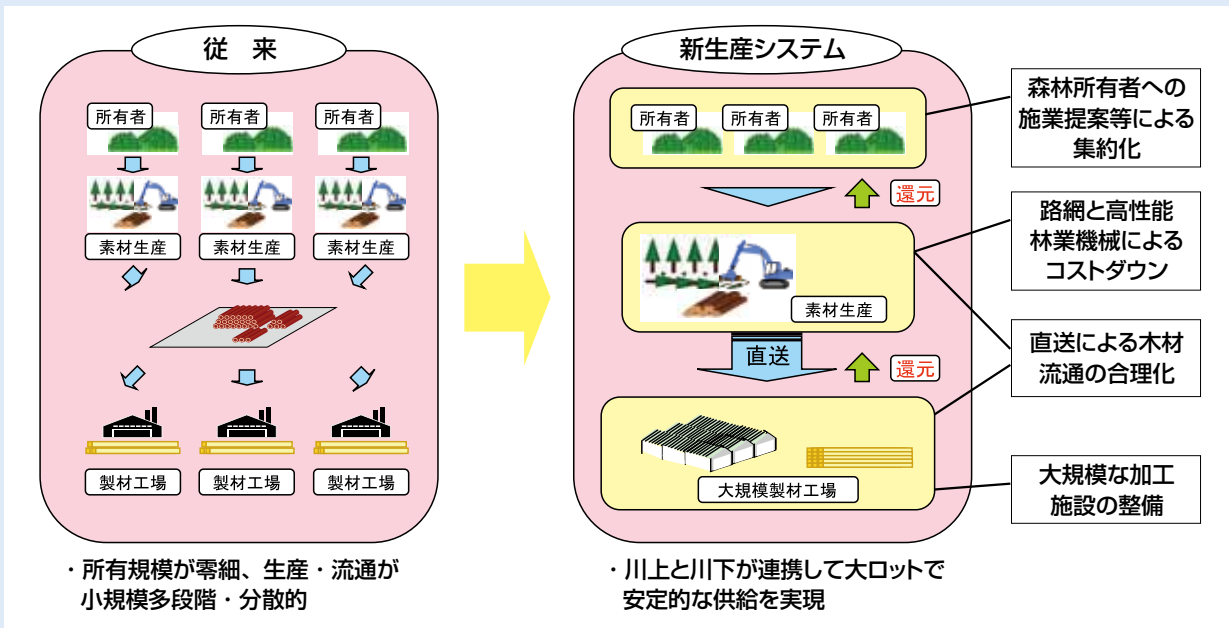 従 来
所有者 所有者 所有者
素材生産 素材生産 素材生産
製材工場 製材工場 製材工場
・所有規模が零細、生産・流通が
小規模多段階・分散的
新生産システム
所有者 所有者 所有者
還元
素材生産
直送
還元
大規模製材工場
・川上と川下が連携して大ロットで
安定的な供給を実現
森林所有者への
施業提案等による
集約化
路網と高性能
林業機械による
コストダウン
直送による木材
流通の合理化
大規模な加工
施設の整備